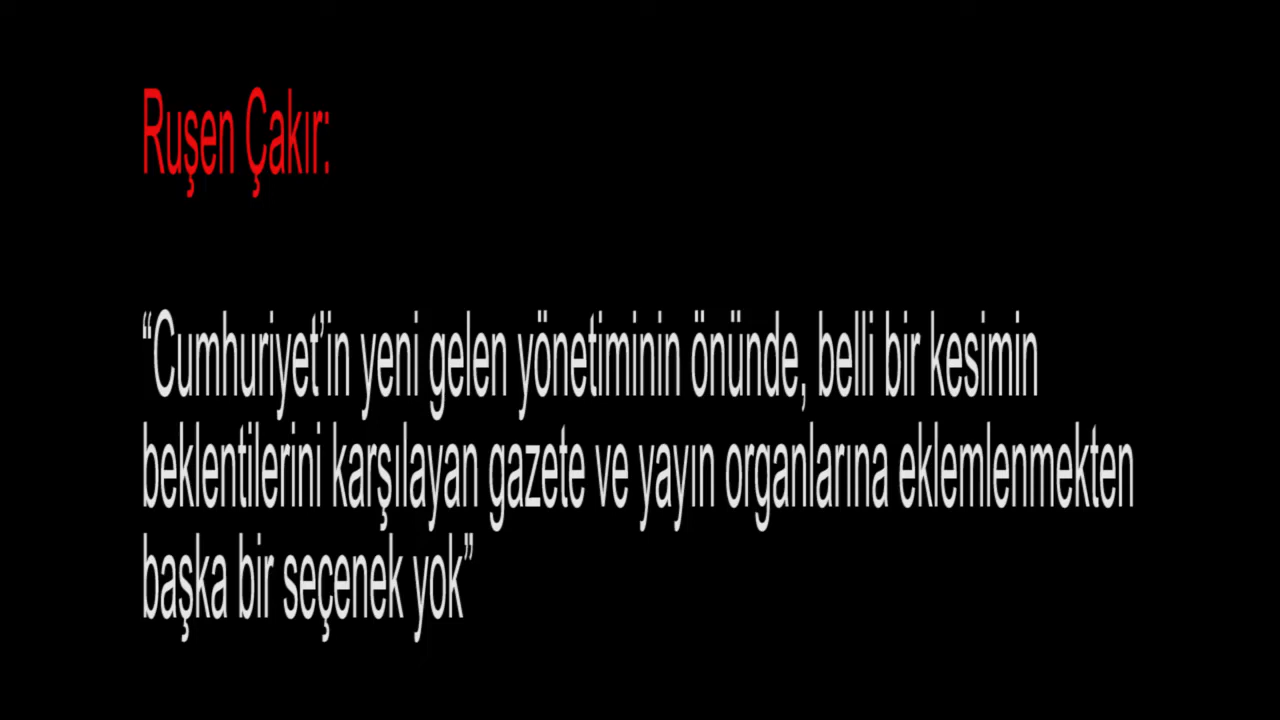 Ruşen Çakır:
“Cumhuriyet’in yeni gelen yönetiminin önünde, belli bir kesimin
beklentilerini karşılayan gazete ve yayın organlarına eklemlenmekten
başka bir seçenek yok”